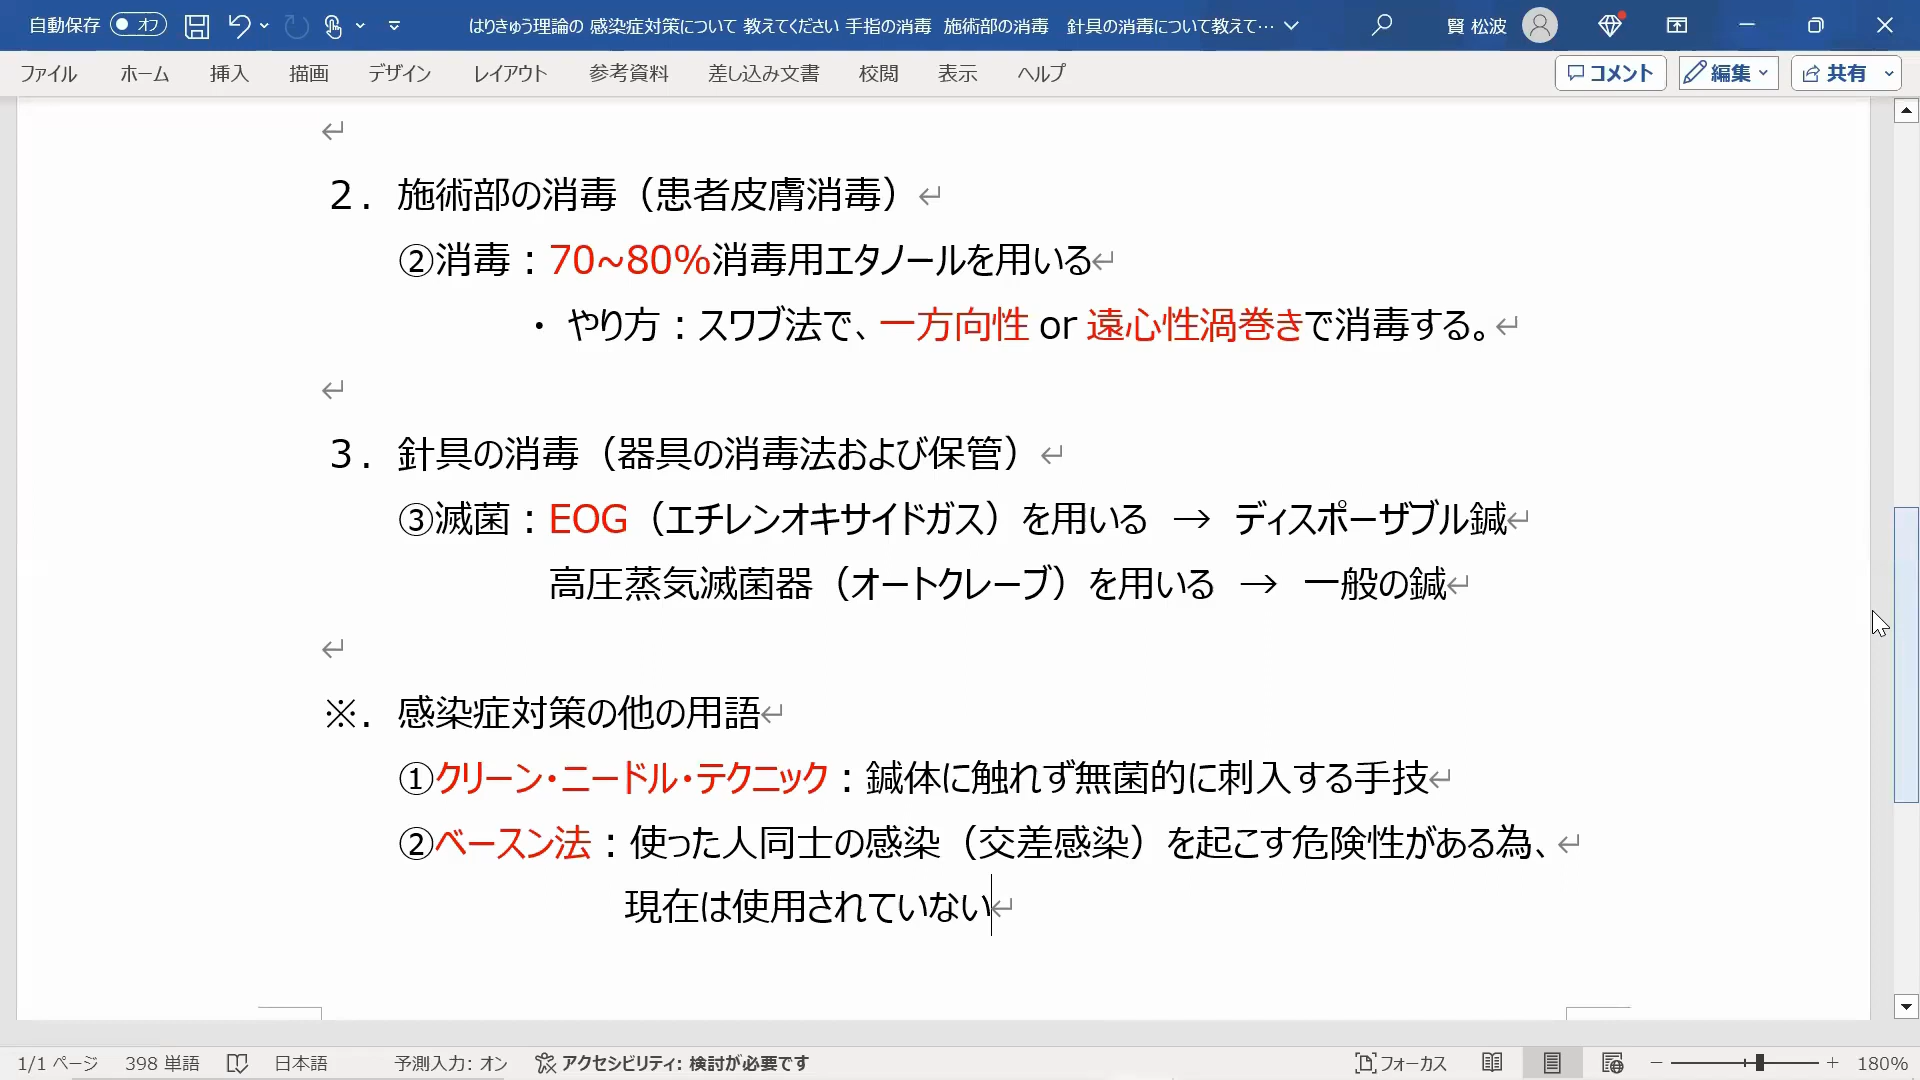 自動保存 オフ はりきゅう理論の 感染症対策について 教えてください 手指の消毒 施術部の消毒 針具の消毒について教えて… 賢 松波
ファイル ホーム 挿入 描画 デザイン レイアウト 参考資料 差し込み文書 校閲 表示 ヘルプ コメント 編集 共有
２．施術部の消毒（患者皮膚消毒）
②消毒：70~80%消毒用エタノールを用いる
・ やり方：スワブ法で、一方向性 or 遠心性渦巻きで消毒する。
３．針具の消毒（器具の消毒法および保管）
③滅菌：EOG（エチレンオキサイドガス）を用いる → ディスポーザブル鍼
高圧蒸気滅菌器（オートクレーブ）を用いる → 一般の鍼
※．感染症対策の他の用語
①クリーン・ニードル・テクニック：鍼体に触れず無菌的に刺入する手技
②ベースン法：使った人同士の感染（交差感染）を起こす危険性がある為、
現在は使用されていない
1/1 ページ 398 単語 日本語 予測入力: オン アクセシビリティ: 検討が必要です フォーカス 180%